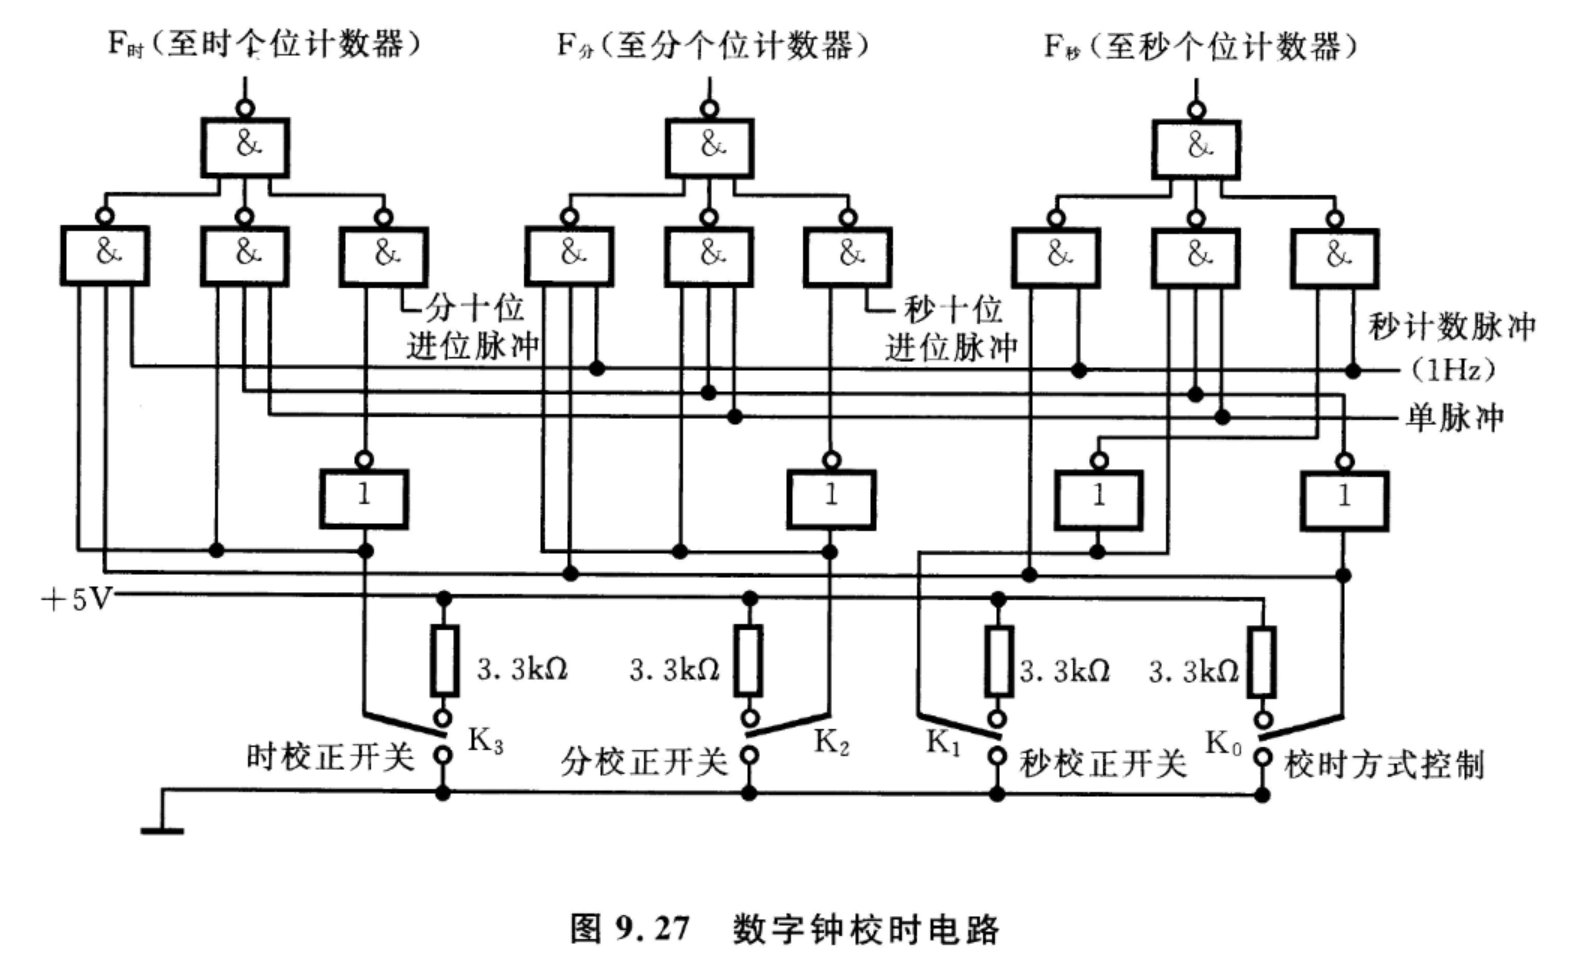 F时(至时个位计数器)
F分(至分个位计数器)
F秒(至秒个位计数器)
&
&
&
&
&
&
&
&
&
&
&
&
分十位
进位脉冲
秒十位
进位脉冲
秒计数脉冲
(1Hz)
单脉冲
1
1
1
1
+5V
3.3kΩ
3.3kΩ
3.3kΩ
3.3kΩ
时校正开关
K3
分校正开关
K2
K1
秒校正开关
K0
校时方式控制
图 9.27 数字钟校时电路